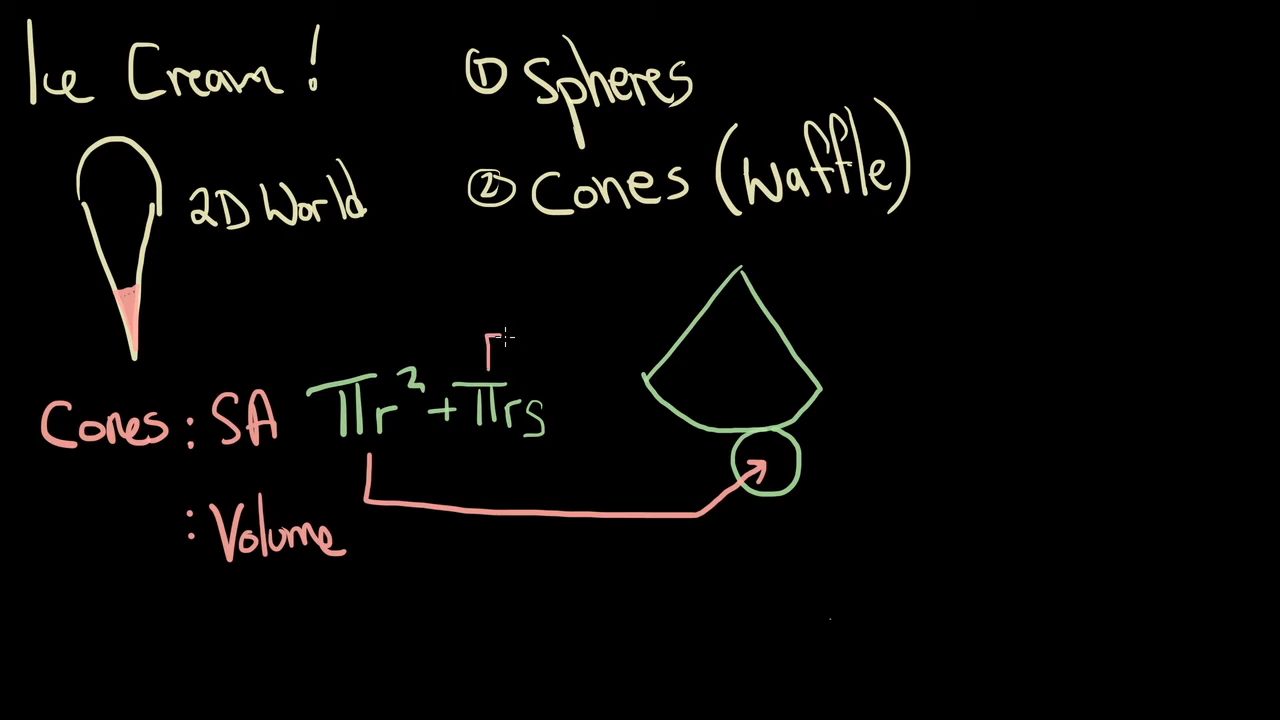 Ice Cream!
① Spheres
2D World
② Cones (Waffle)
Cones: SA πr² + πrs
: Volume